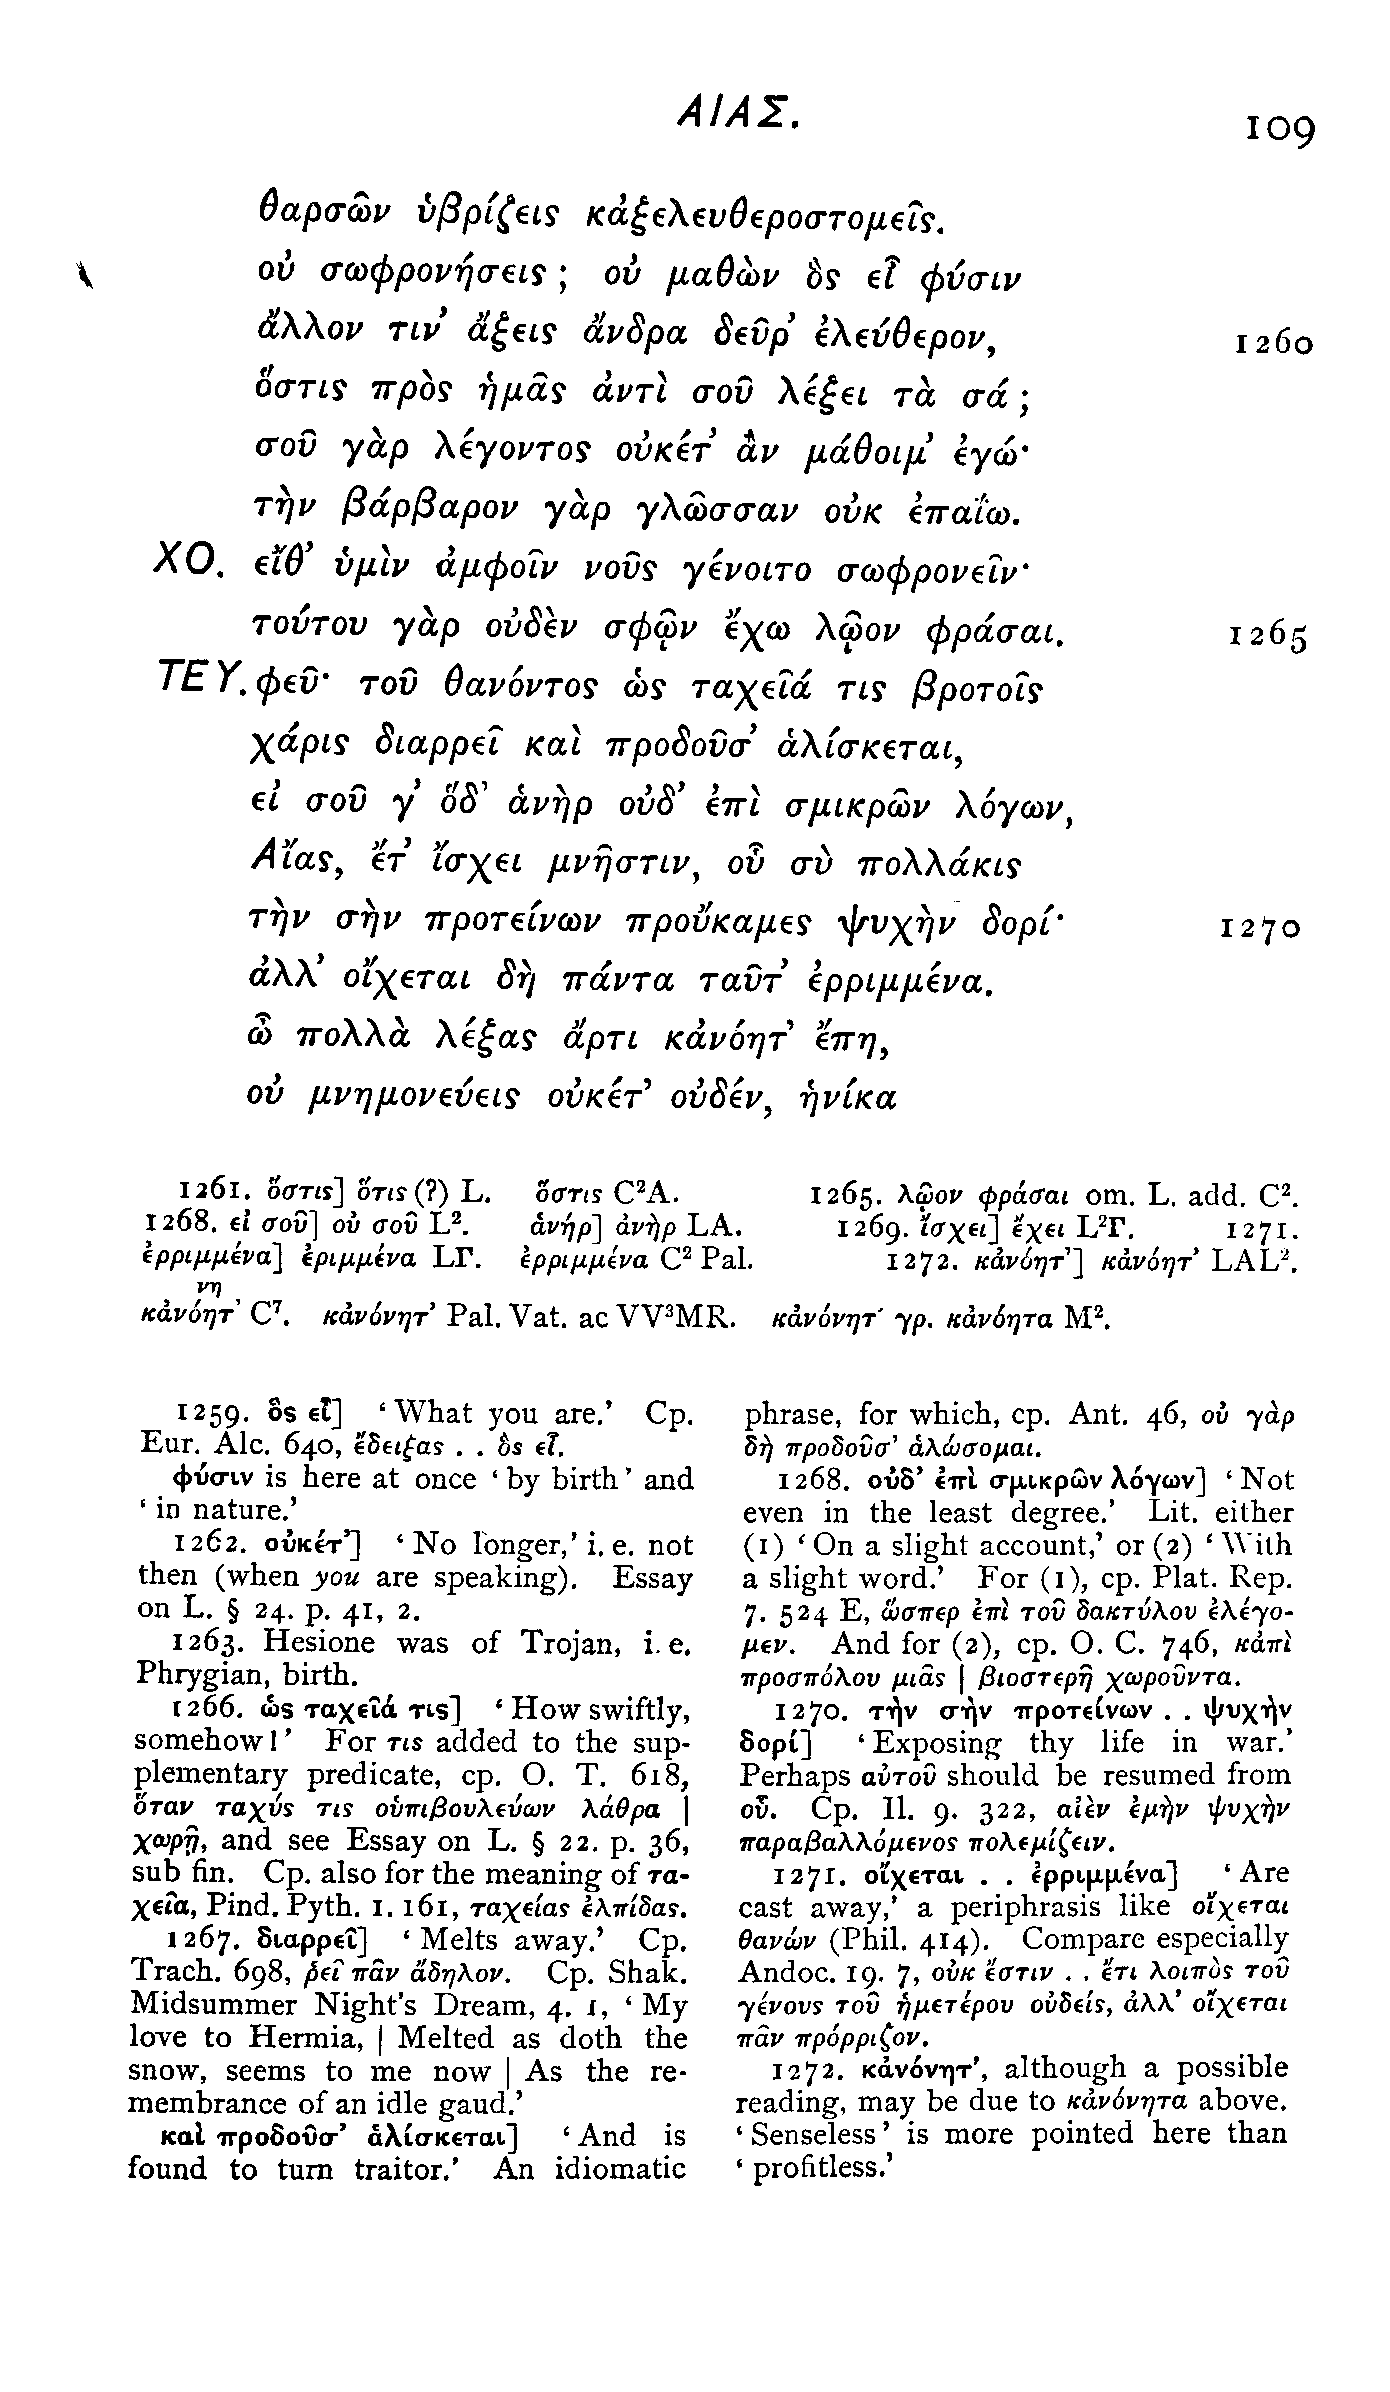 ΑΙΑΣ.
109
θαρσῶν ὑβρίζεις κἀξελευθεροστομεῖς.
οὐ σωφρονήσεις ; οὐ μαθὼν ὃς εἶ φύσιν
ἄλλον τιν' ἄξεις ἄνδρα δεῦρ' ἐλεύθερον,
1260
ὅστις πρὸς ἡμᾶς ἀντὶ σοῦ λέξει τὰ σά ;
σοῦ γὰρ λέγοντος οὐκέτ' ἂν μάθοιμ' ἐγώ·
τὴν βάρβαρον γὰρ γλῶσσαν οὐκ ἐπαΐω.
ΧΟ. εἴθ' ὑμὶν ἀμφοῖν νοῦς γένοιτο σωφρονεῖν·
τούτου γὰρ οὐδὲν σφῷν ἔχω λῷον φράσαι.
1265
ΤΕΥ. φεῦ· τοῦ θανόντος ὡς ταχεῖά τις βροτοῖς
χάρις διαρρεῖ καὶ προδοῦσ' ἁλίσκεται,
εἰ σοῦ γ' ὅδ' ἁνὴρ οὐδ' ἐπὶ σμικρῶν λόγων,
Αἴας, ἔτ' ἴσχει μνῆστιν, οὗ σὺ πολλάκις
τὴν σὴν προτείνων προὔκαμες ψυχὴν δορί·
1270
ἀλλ' οἴχεται δὴ πάντα ταῦτ' ἐρριμμένα.
ὦ πολλὰ λέξας ἄρτι κἀνόητ' ἔπη,
οὐ μνημονεύεις οὐκέτ' οὐδέν, ἡνίκα
1261. ὅστις] ὅτις (?) L. ὅστις C²A. 1265. λῷον φράσαι om. L. add. C².
1268. εἰ σοῦ] οὐ σοῦ L². ἁνήρ] ἀνὴρ LA. 1269. ἴσχει] ἔχει L²Γ. 1271.
ἐρριμμένα] ἐριμμένα LΓ. ἐρριμμένα C² Pal. 1272. κἀνόητ'] κἀνόητ' LAL².
νη
κἀνόητ' C⁷. κἀνόνητ' Pal. Vat. ac VV³MR. κἀνόνητ' γρ. κἀνόητα M².
1259. ὃς εἶ] ‘What you are.’ Cp.
Eur. Alc. 640, ἔδειξας . . ὃς εἶ.
φύσιν is here at once ‘by birth’ and
‘in nature.’
1262. οὐκέτ'] ‘No longer,’ i. e. not
then (when you are speaking). Essay
on L. § 24. p. 41, 2.
1263. Hesione was of Trojan, i. e.
Phrygian, birth.
1266. ὡς ταχεῖά τις] ‘How swiftly,
somehow!’ For τις added to the sup-
plementary predicate, cp. O. T. 618,
ὅταν ταχύς τις οὑπιβουλεύων λάθρα |
χωρῇ, and see Essay on L. § 22. p. 36,
sub fin. Cp. also for the meaning of τα-
χεῖα, Pind. Pyth. 1. 161, ταχείας ἐλπίδας.
1267. διαρρεῖ] ‘Melts away.’ Cp.
Trach. 698, ῥεῖ πᾶν ἄδηλον. Cp. Shak.
Midsummer Night's Dream, 4. 1, ‘My
love to Hermia, | Melted as doth the
snow, seems to me now | As the re-
membrance of an idle gaud.’
καὶ προδοῦσ' ἁλίσκεται] ‘And is
found to turn traitor.’ An idiomatic
phrase, for which, cp. Ant. 46, οὐ γὰρ
δὴ προδοῦσ' ἁλώσομαι.
1268. οὐδ' ἐπὶ σμικρῶν λόγων] ‘Not
even in the least degree.’ Lit. either
(1) ‘On a slight account,’ or (2) ‘With
a slight word.’ For (1), cp. Plat. Rep.
7. 524 E, ὥσπερ ἐπὶ τοῦ δακτύλου ἐλέγο-
μεν. And for (2), cp. O. C. 746, κἀπὶ
προσπόλου μιᾶς | βιοστερῆ χωροῦντα.
1270. τὴν σὴν προτείνων . . ψυχὴν
δορί] ‘Exposing thy life in war.’
Perhaps αὐτοῦ should be resumed from
οὗ. Cp. Il. 9. 322, αἰὲν ἐμὴν ψυχὴν
παραβαλλόμενος πολεμίζειν.
1271. οἴχεται . . ἐρριμμένα] ‘Are
cast away,’ a periphrasis like οἴχεται
θανών (Phil. 414). Compare especially
Andoc. 19. 7, οὐκ ἔστιν . . ἔτι λοιπὸς τοῦ
γένους τοῦ ἡμετέρου οὐδείς, ἀλλ' οἴχεται
πᾶν πρόρριζον.
1272. κἀνόνητ', although a possible
reading, may be due to κἀνόνητα above.
‘Senseless’ is more pointed here than
‘profitless.’